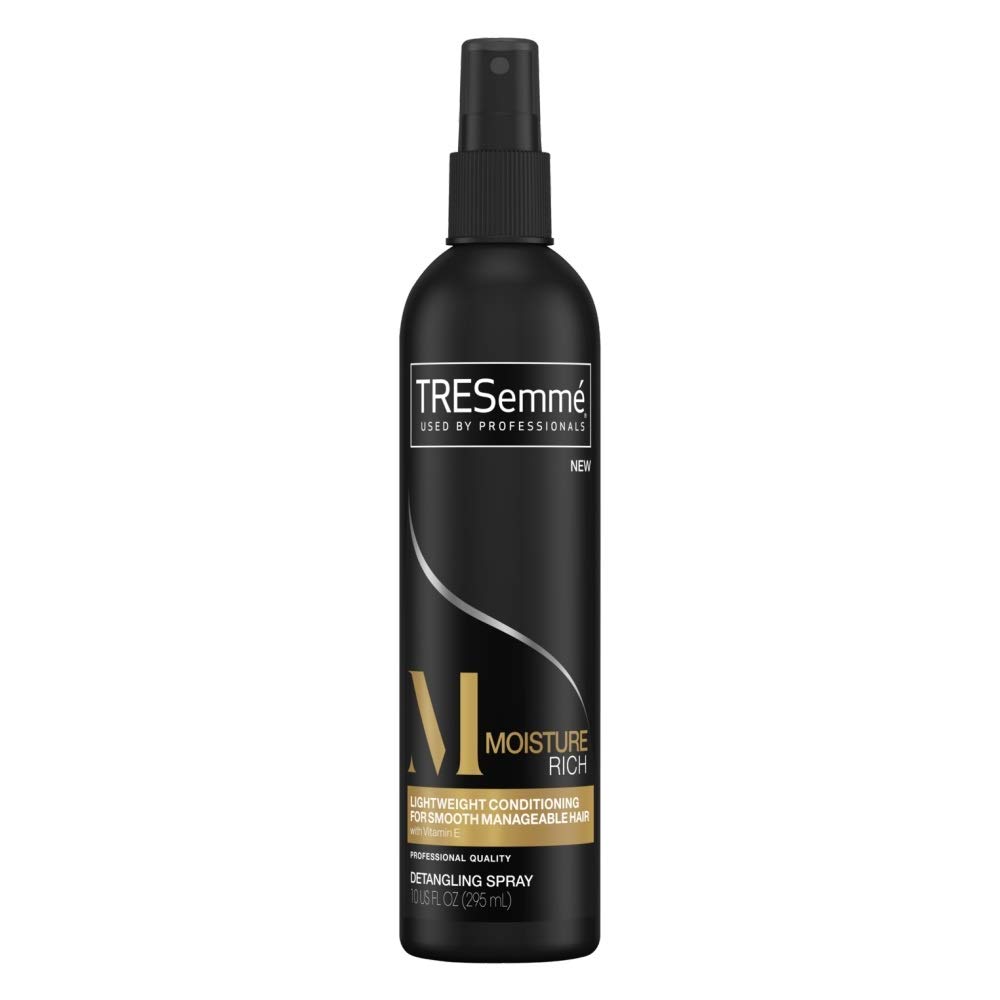 TRESemmé®
USED BY PROFESSIONALS
NEW
M MOISTURE
RICH
LIGHTWEIGHT CONDITIONING
FOR SMOOTH MANAGEABLE HAIR
with Vitamin E
PROFESSIONAL QUALITY
DETANGLING SPRAY
10 US FL OZ (295 mL)